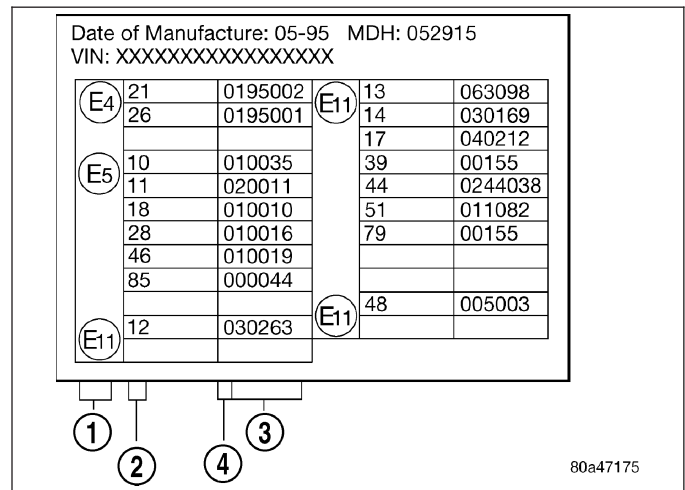 Date of Manufacture: 05-95 MDH: 052915
VIN: XXXXXXXXXXXXXXXXX
E4 21 0195002 E11 13 063098
26 0195001 14 030169
17 040212
E5 10 010035 39 00155
11 020011 44 0244038
18 010010 51 011082
28 010016 79 00155
46 010019
85 000044
E11 48 005003
E11 12 030263
1 2 4 3
80a47175